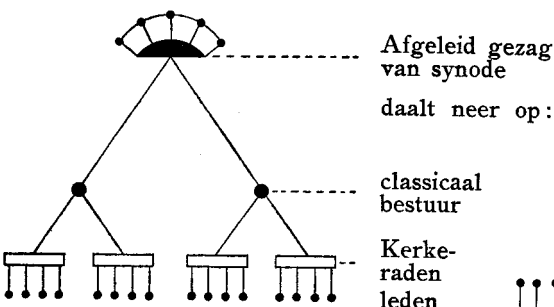 Afgeleid gezag
van synode
daalt neer op:
classicaal
bestuur
Kerke-
raden
leden